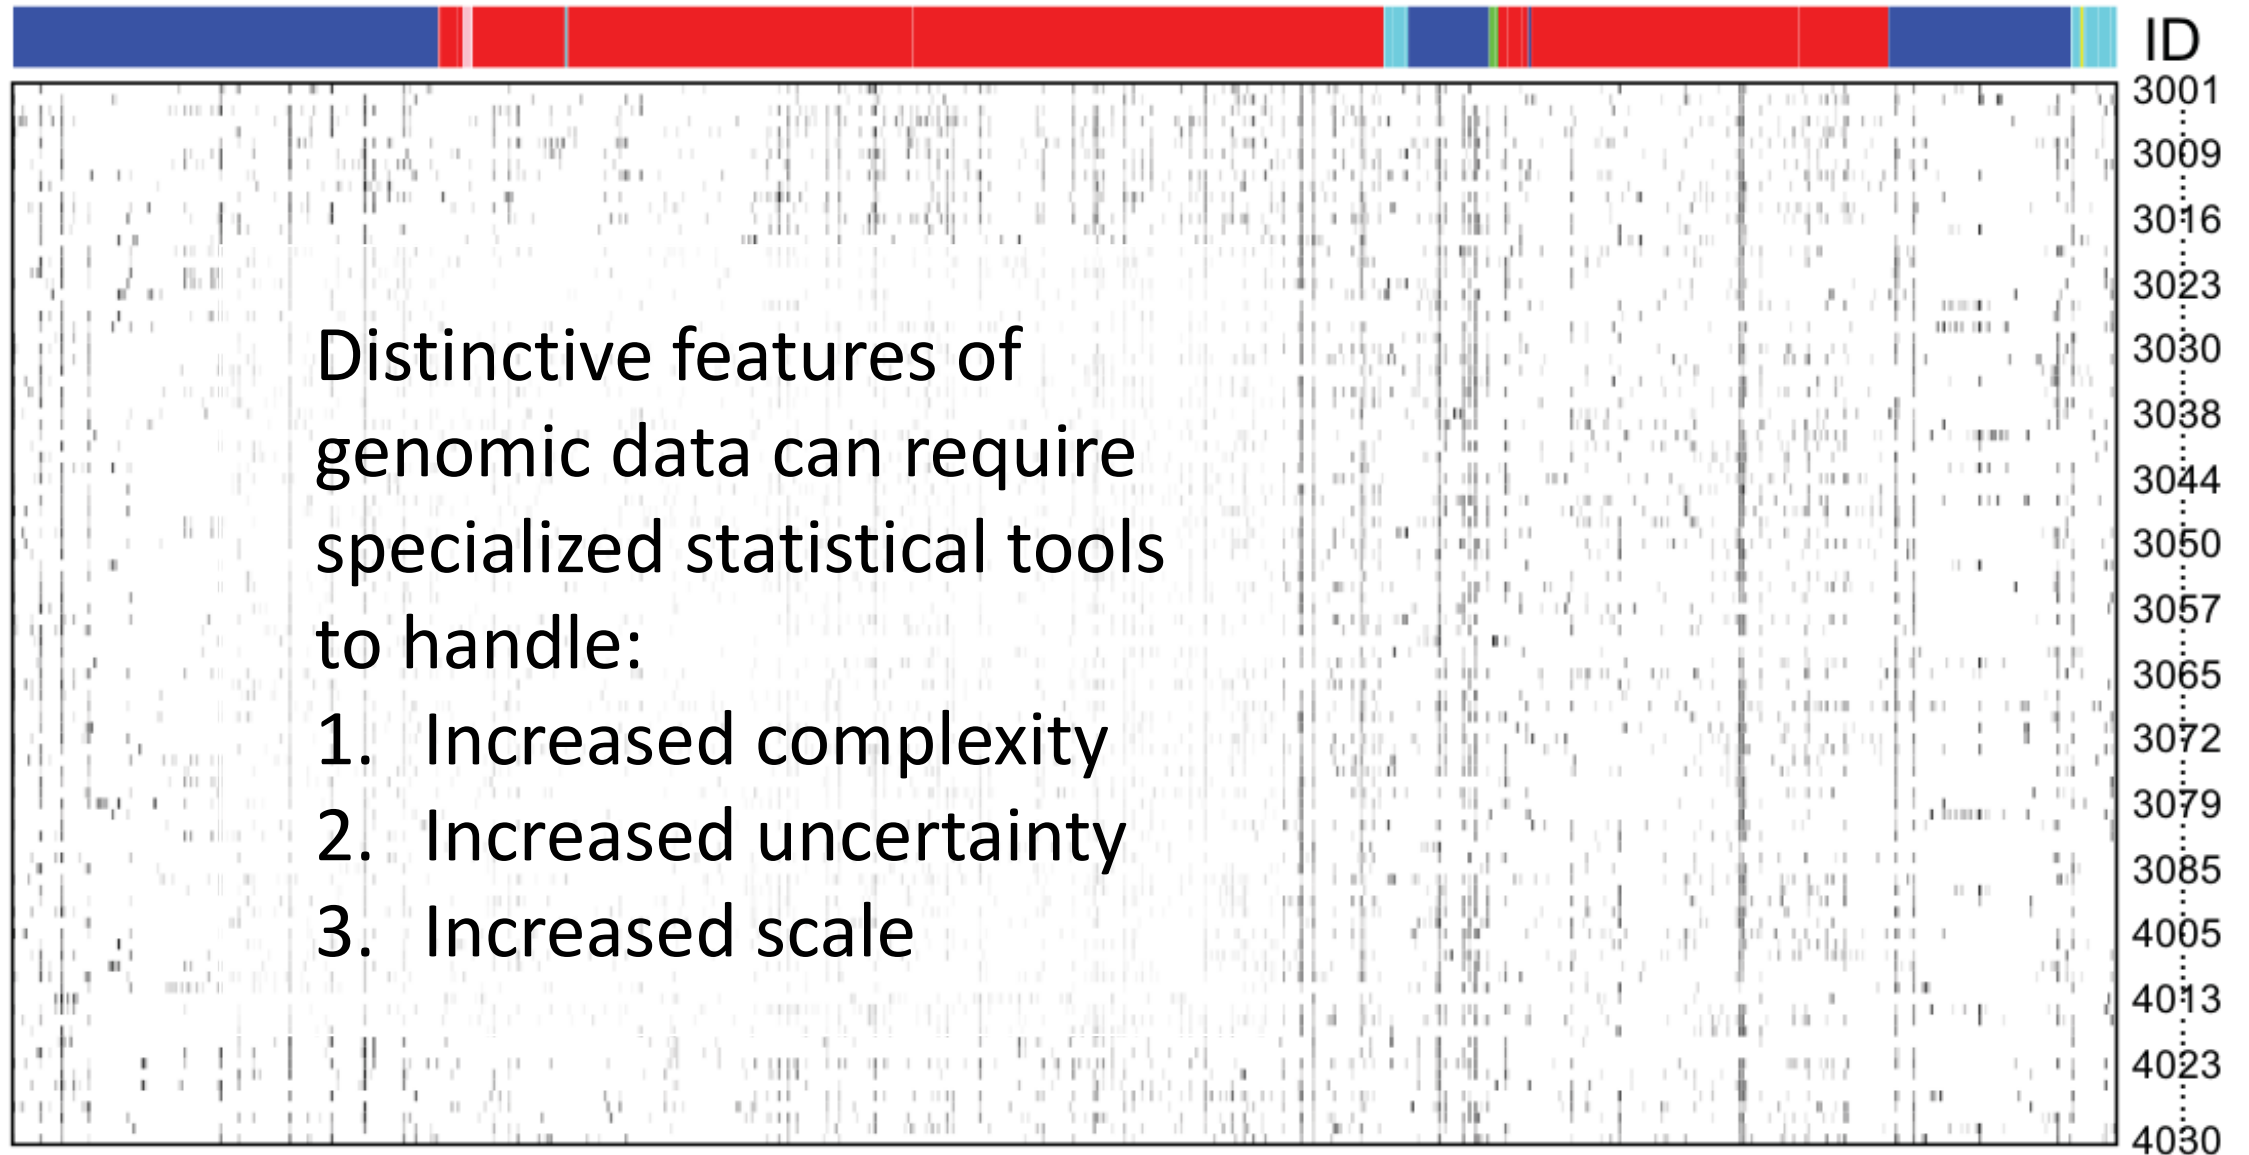 ID
3001
3009
3016
3023
Distinctive features of
3030
genomic data can require
3038
3044
specialized statistical tools
3050
3057
to handle:
3065
1. Increased complexity
3072
3079
2. Increased uncertainty
3085
3. Increased scale
4005
4013
4023
4030